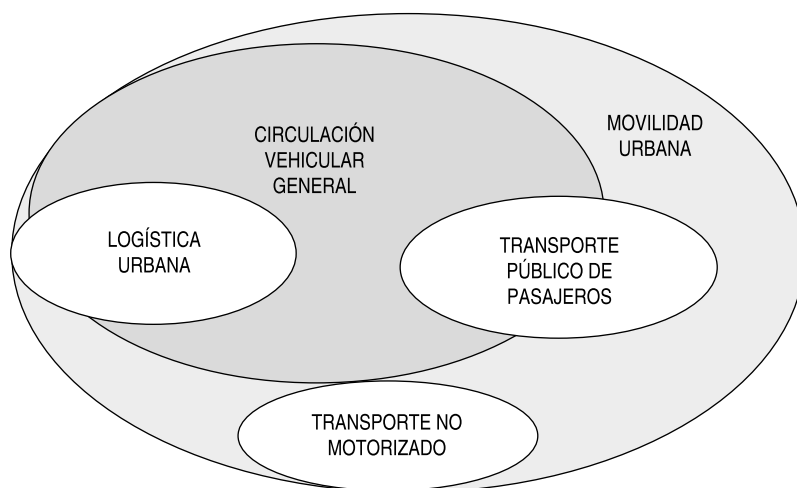 CIRCULACIÓN
VEHICULAR
GENERAL
MOVILIDAD
URBANA
LOGÍSTICA
URBANA
TRANSPORTE
PÚBLICO DE
PASAJEROS
TRANSPORTE NO
MOTORIZADO